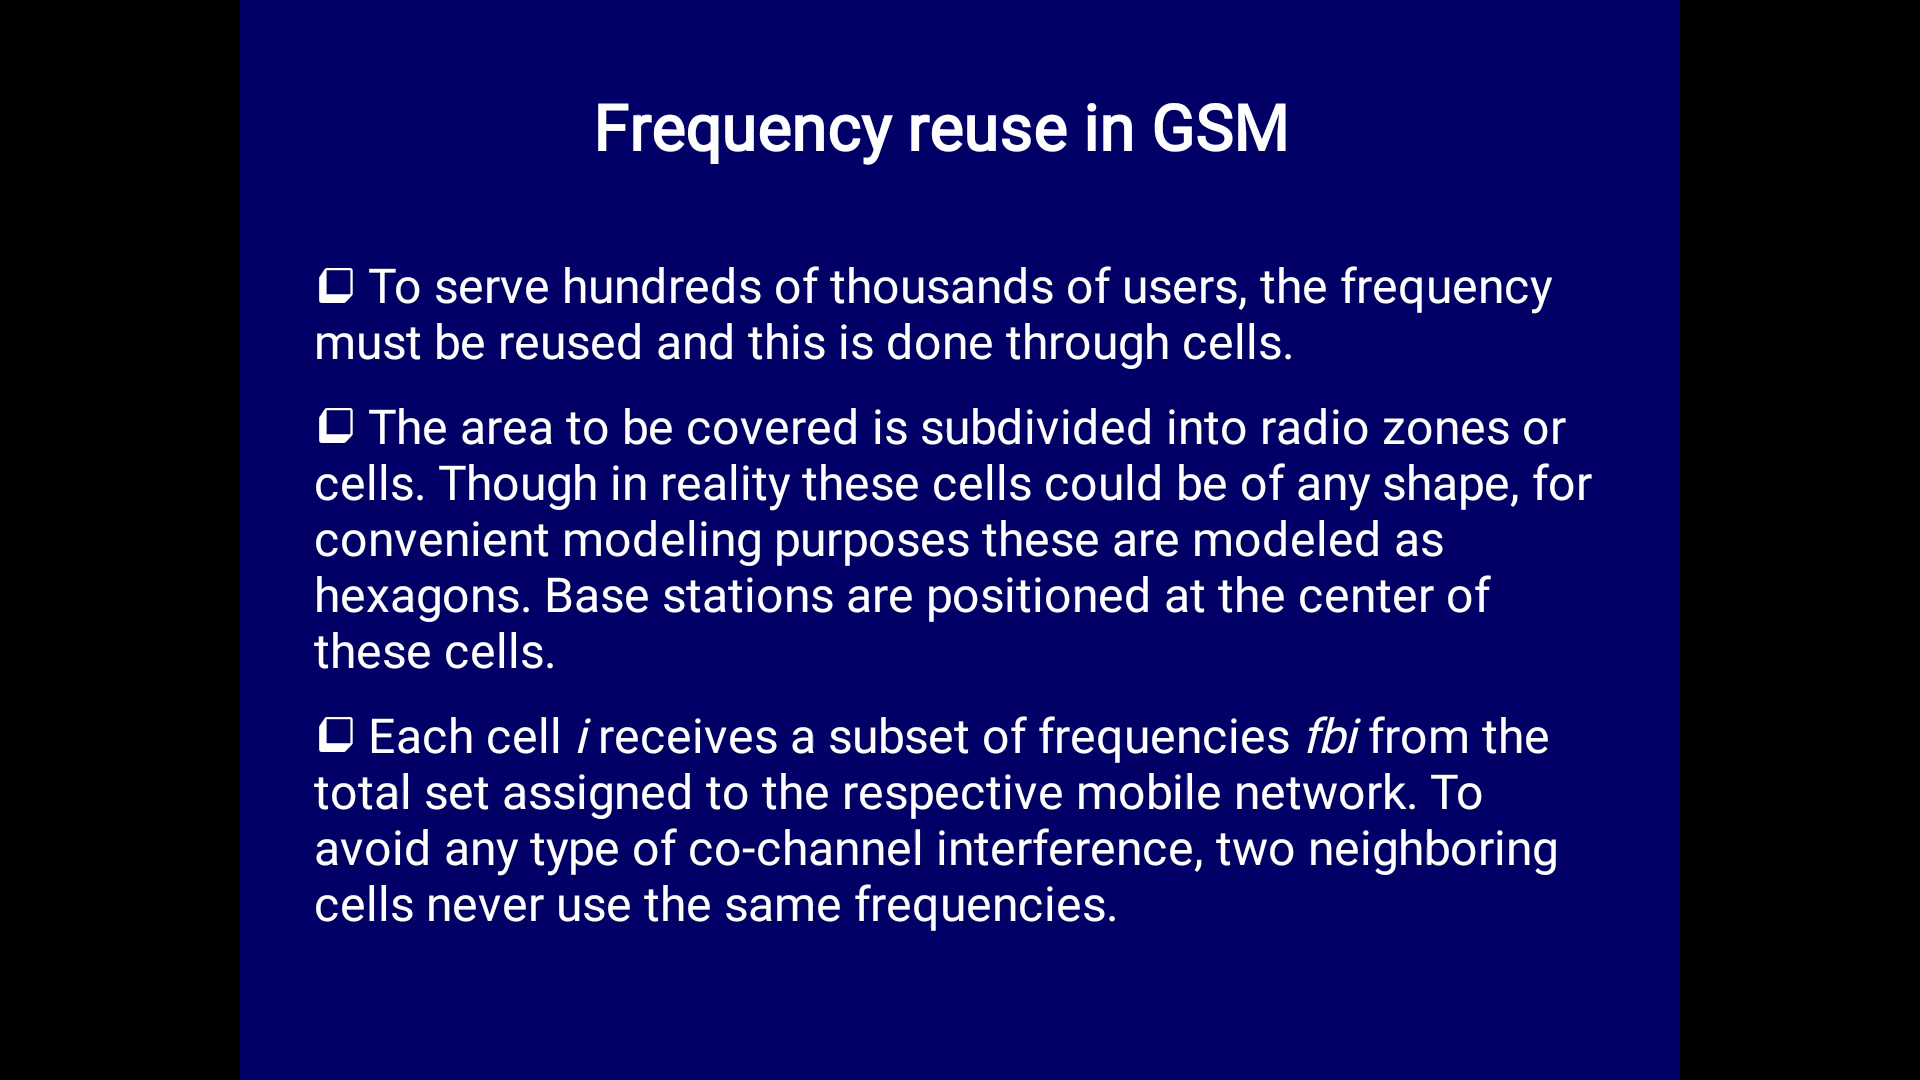 Frequency reuse in GSM
❑ To serve hundreds of thousands of users, the frequency
must be reused and this is done through cells.
❑ The area to be covered is subdivided into radio zones or
cells. Though in reality these cells could be of any shape, for
convenient modeling purposes these are modeled as
hexagons. Base stations are positioned at the center of
these cells.
❑ Each cell i receives a subset of frequencies fbi from the
total set assigned to the respective mobile network. To
avoid any type of co-channel interference, two neighboring
cells never use the same frequencies.